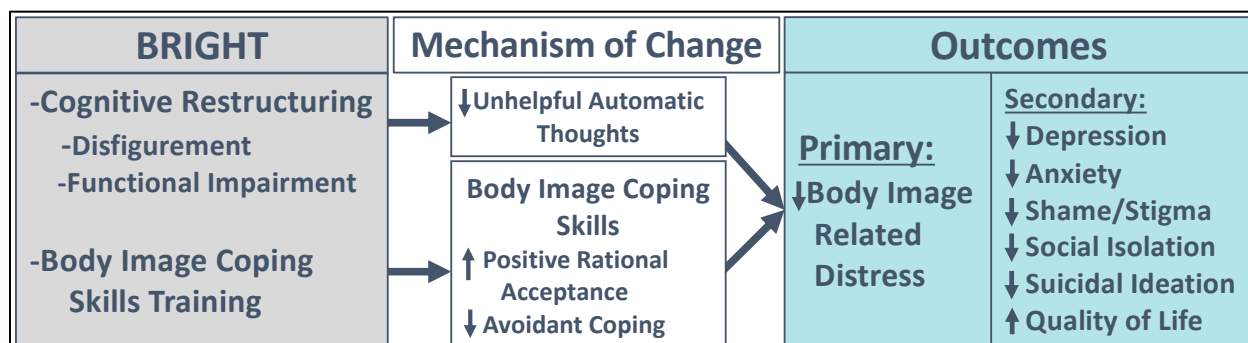 BRIGHT
-Cognitive Restructuring
-Disfigurement
-Functional Impairment
-Body Image Coping
Skills Training
Mechanism of Change
↓Unhelpful Automatic
Thoughts
Body Image Coping
Skills
↑ Positive Rational
Acceptance
↓ Avoidant Coping
Outcomes
Primary:
↓Body Image
Related
Distress
Secondary:
↓ Depression
↓ Anxiety
↓ Shame/Stigma
↓ Social Isolation
↓ Suicidal Ideation
↑ Quality of Life